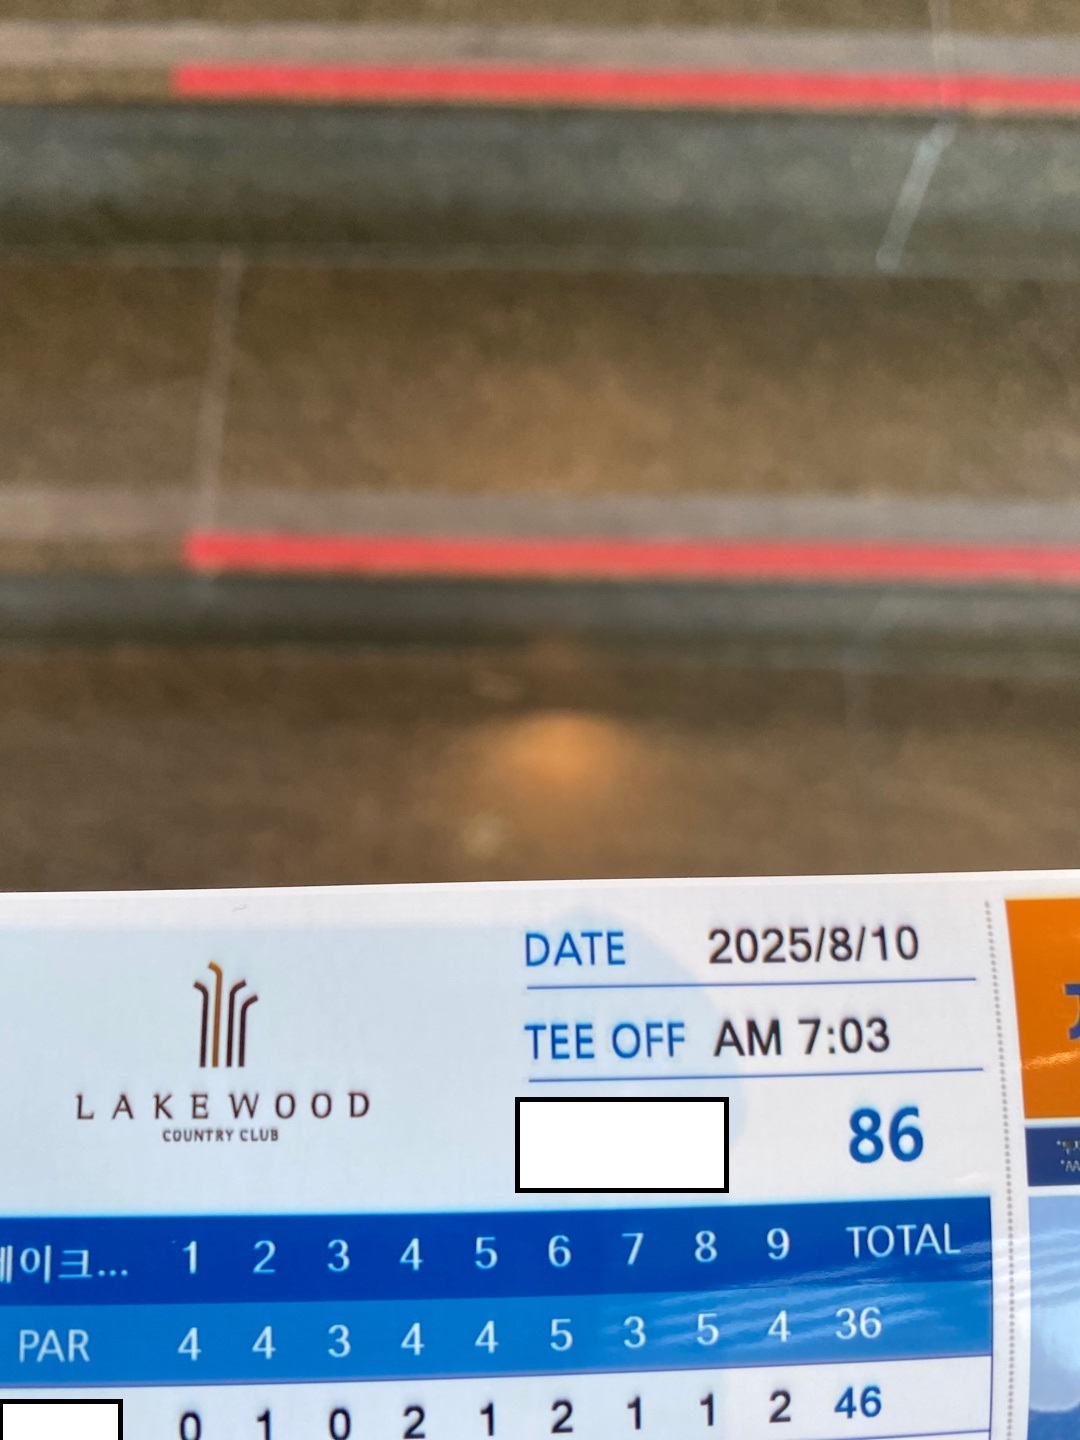 LAKEWOOD
COUNTRY CLUB
DATE 2025/8/10
TEE OFF AM 7:03
86
레이크... 1 2 3 4 5 6 7 8 9 TOTAL
PAR 4 4 3 4 4 5 3 5 4 36
0 1 0 2 1 2 1 1 2 46